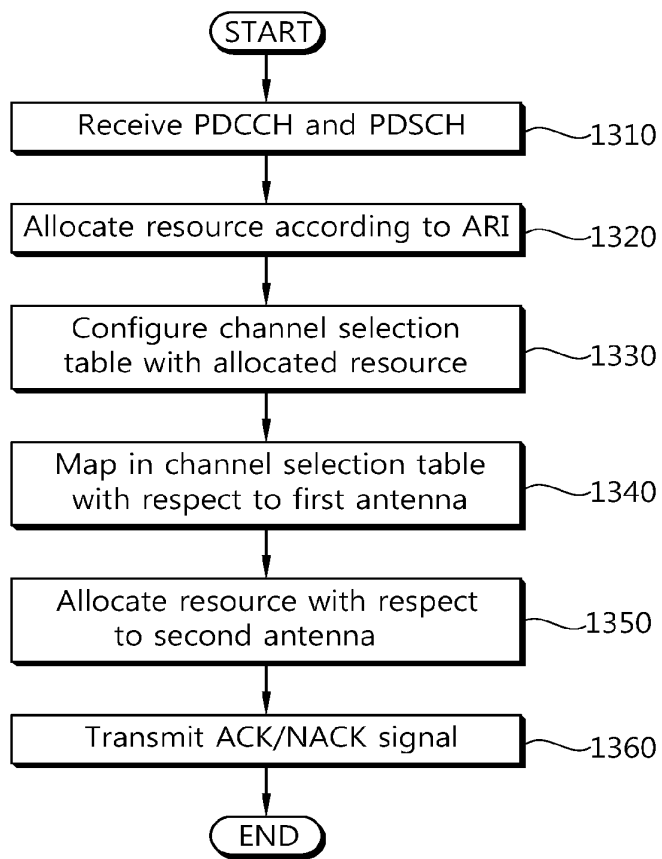 START
Receive PDCCH and PDSCH
1310
Allocate resource according to ARI
1320
Configure channel selection
table with allocated resource
1330
Map in channel selection table
with respect to first antenna
1340
Allocate resource with respect
to second antenna
1350
Transmit ACK/NACK signal
1360
END